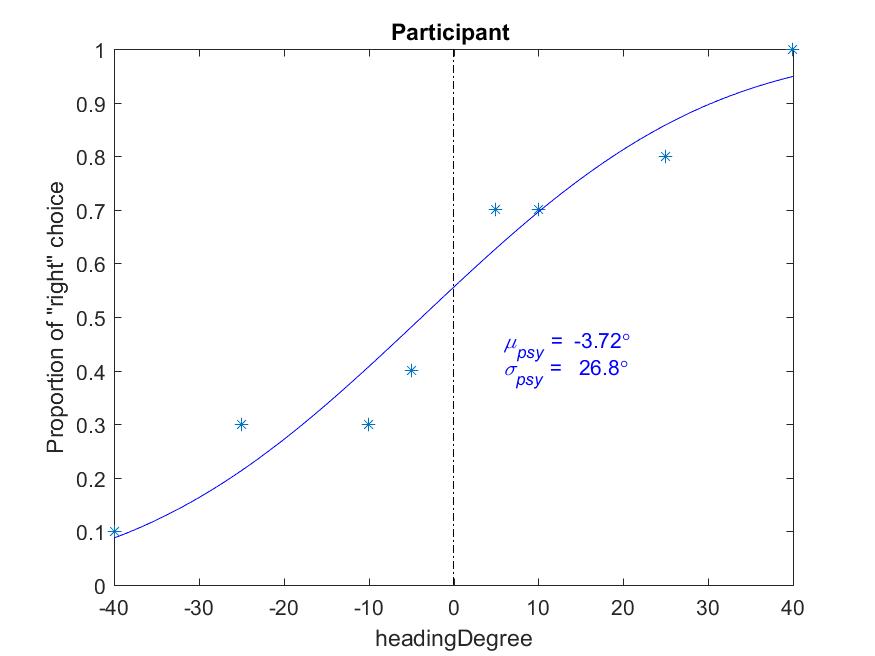 Participant
1
0.9
0.8
0.7
0.6
0.5
0.4
0.3
0.2
0.1
0
Proportion of "right" choice
μpsy = -3.72°
σpsy = 26.8°
-40 -30 -20 -10 0 10 20 30 40
headingDegree